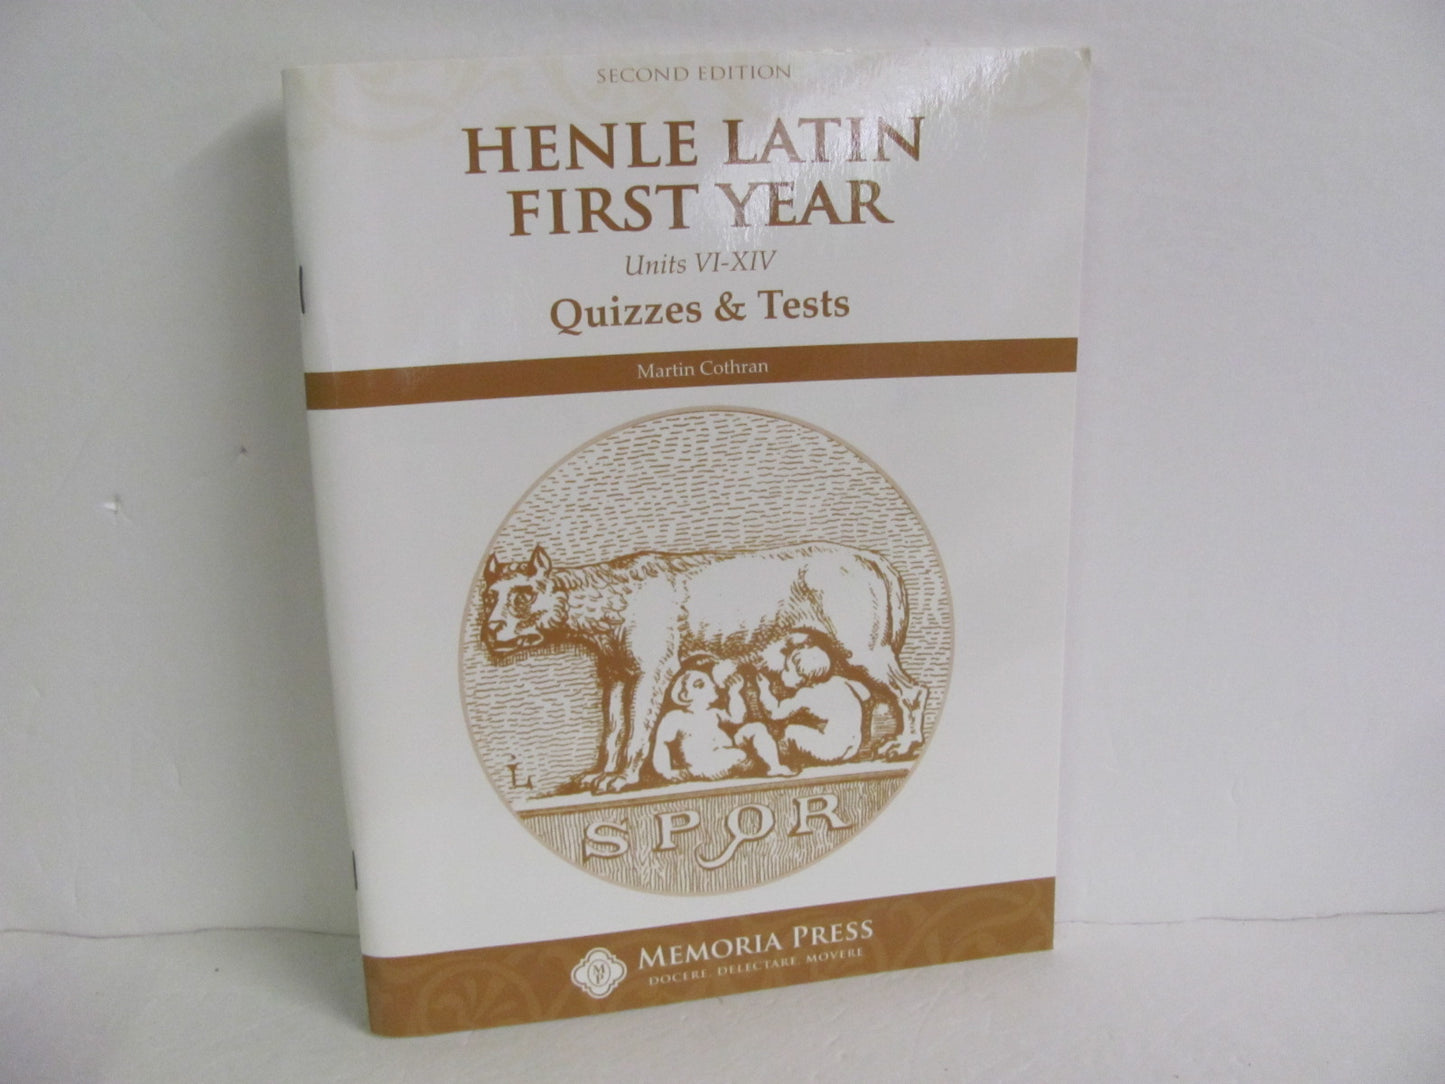 SECOND EDITION
HENLE LATIN
FIRST YEAR
Units VI-XIV
Quizzes & Tests
Martin Cothran
L
SPQR
MP
MEMORIA PRESS
DOCERE, DELECTARE, MOVERE